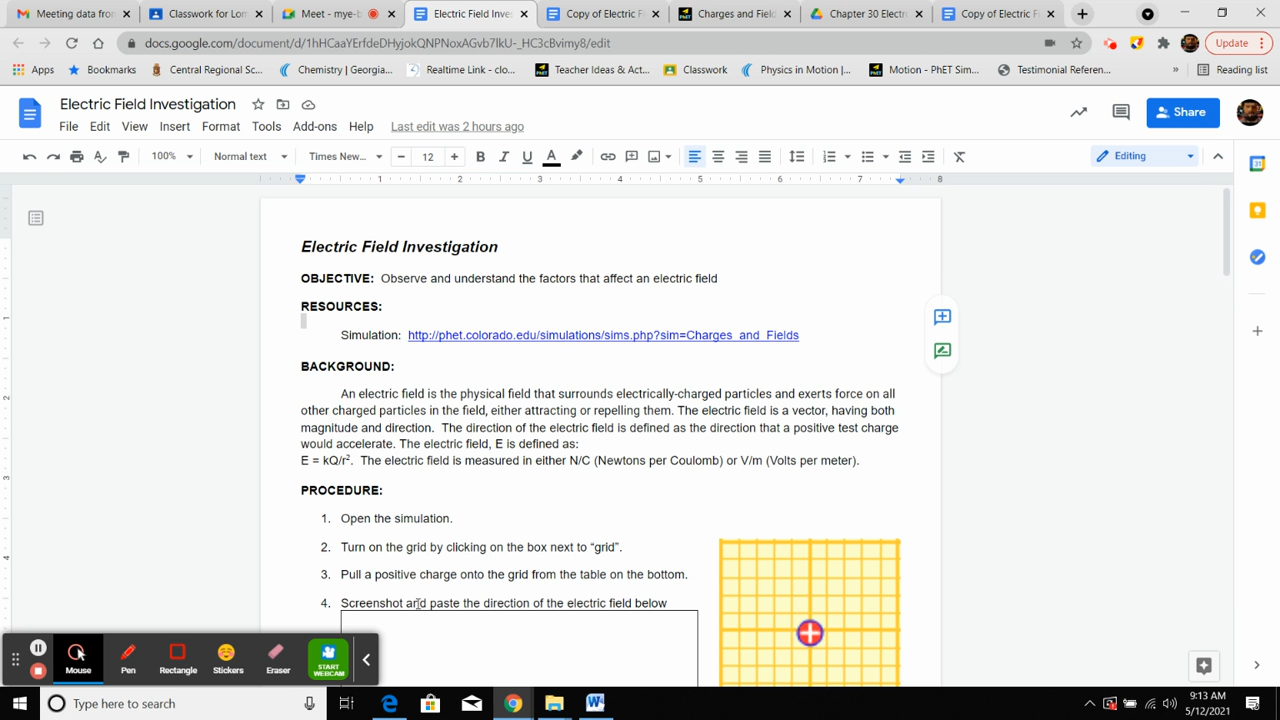 Meeting data from
Classwork for Lom
Meet - mye-b
Electric Field Inves
Copy of Electric F
Charges and Field
Chapter 30 Electr
Copy of Electric F
docs.google.com/document/d/1hHCaaYErfdeDHyjokQNPNoxAGvb7lkU-_HC3cBvimy8/edit
Update
Apps
Bookmarks
Central Regional Sc...
Chemistry | Georgia...
Realtime Link - clo...
Teacher Ideas & Act...
Classwork
Physics in Motion |...
Motion - PhET Sim...
Testimonial Referen...
Reading list
Electric Field Investigation
File Edit View Insert Format Tools Add-ons Help Last edit was 2 hours ago
Share
100% Normal text Times New... 12 B I U A Editing
1 2 3 4 5 6 7 8
Electric Field Investigation
OBJECTIVE: Observe and understand the factors that affect an electric field
RESOURCES:
Simulation: http://phet.colorado.edu/simulations/sims.php?sim=Charges_and_Fields
BACKGROUND:
An electric field is the physical field that surrounds electrically-charged particles and exerts force on all
other charged particles in the field, either attracting or repelling them. The electric field is a vector, having both
magnitude and direction. The direction of the electric field is defined as the direction that a positive test charge
would accelerate. The electric field, E is defined as:
E = kQ/r². The electric field is measured in either N/C (Newtons per Coulomb) or V/m (Volts per meter).
PROCEDURE:
1. Open the simulation.
2. Turn on the grid by clicking on the box next to “grid”.
3. Pull a positive charge onto the grid from the table on the bottom.
4. Screenshot and paste the direction of the electric field below
Mouse Pen Rectangle Stickers Eraser START WEBCAM
Type here to search
9:13 AM
5/12/2021